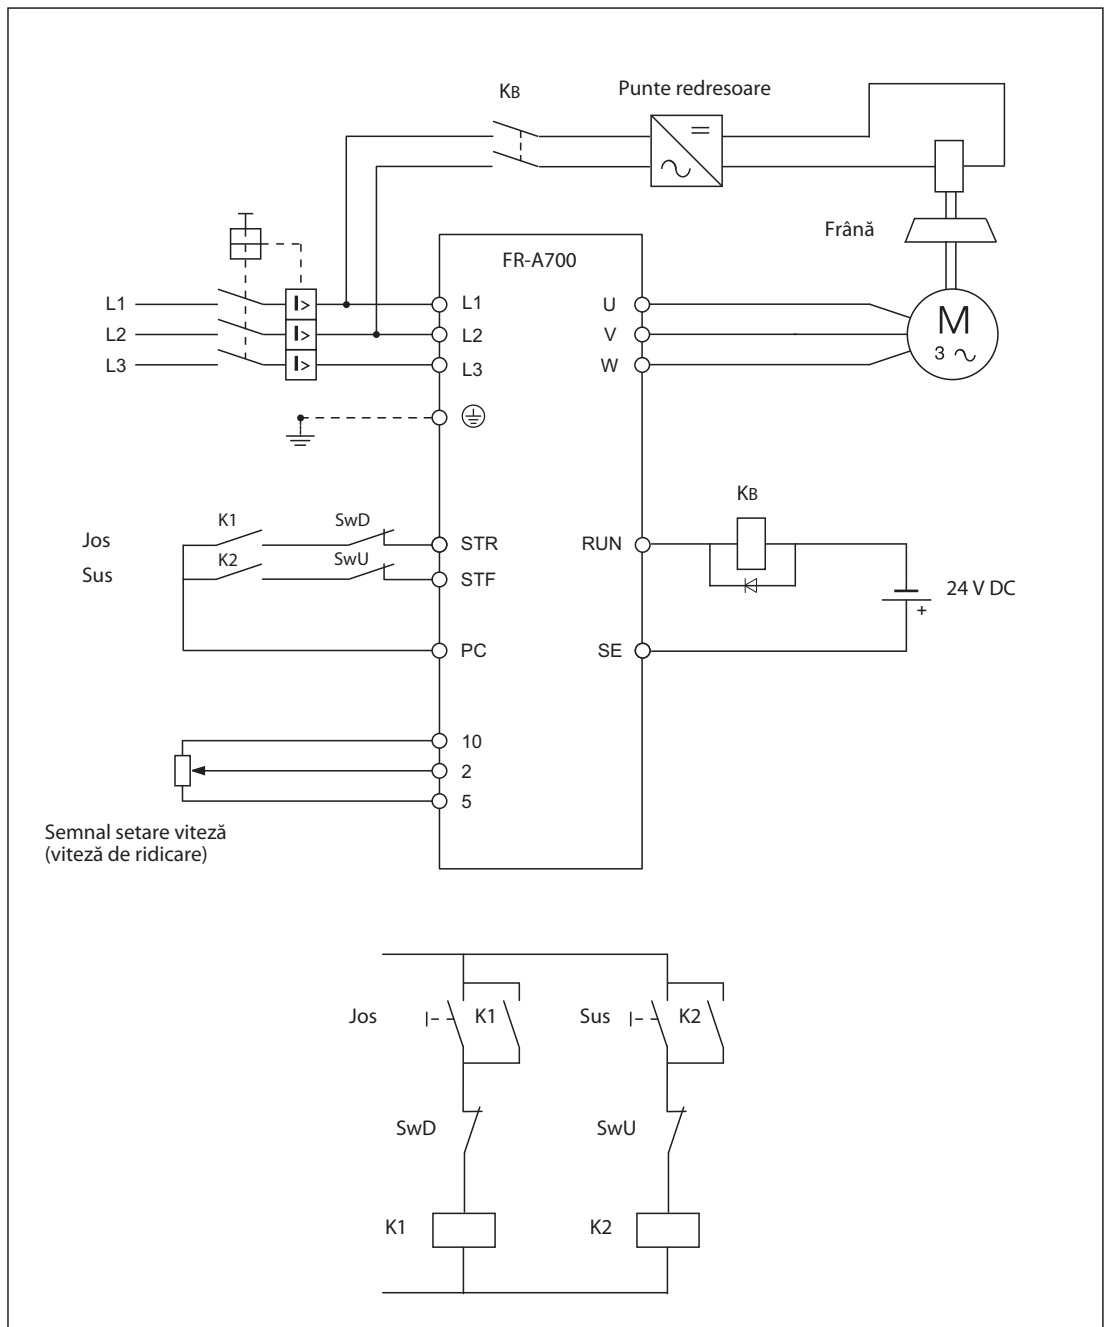 KB
Punte redresoare
Frână
FR-A700
L1
L2
L3
I>
I>
I>
L1
L2
L3
U
V
W
M
3 ~
Jos
Sus
K1
SwD
K2
SwU
STR
STF
PC
RUN
SE
KB
24 V DC
+
10
2
5
Semnal setare viteză
(viteză de ridicare)
Jos
K1
Sus
K2
SwD
SwU
K1
K2